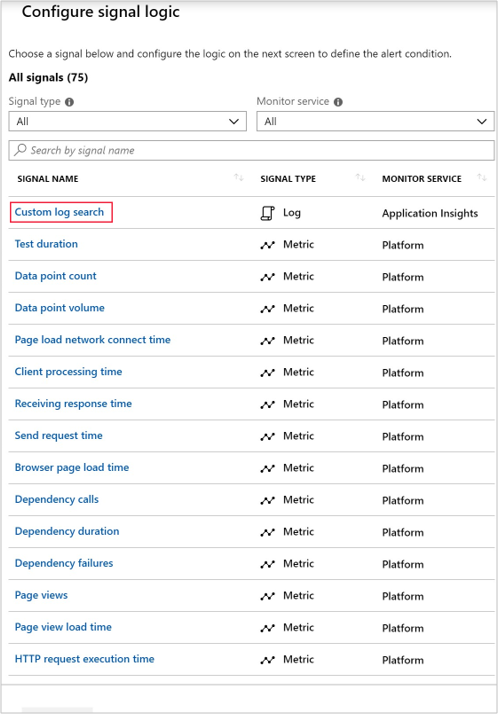 Configure signal logic
Choose a signal below and configure the logic on the next screen to define the alert condition.
All signals (75)
Signal type
Monitor service
All
All
Search by signal name
SIGNAL NAME SIGNAL TYPE MONITOR SERVICE
Custom log search Log Application Insights
Test duration Metric Platform
Data point count Metric Platform
Data point volume Metric Platform
Page load network connect time Metric Platform
Client processing time Metric Platform
Receiving response time Metric Platform
Send request time Metric Platform
Browser page load time Metric Platform
Dependency calls Metric Platform
Dependency duration Metric Platform
Dependency failures Metric Platform
Page views Metric Platform
Page view load time Metric Platform
HTTP request execution time Metric Platform